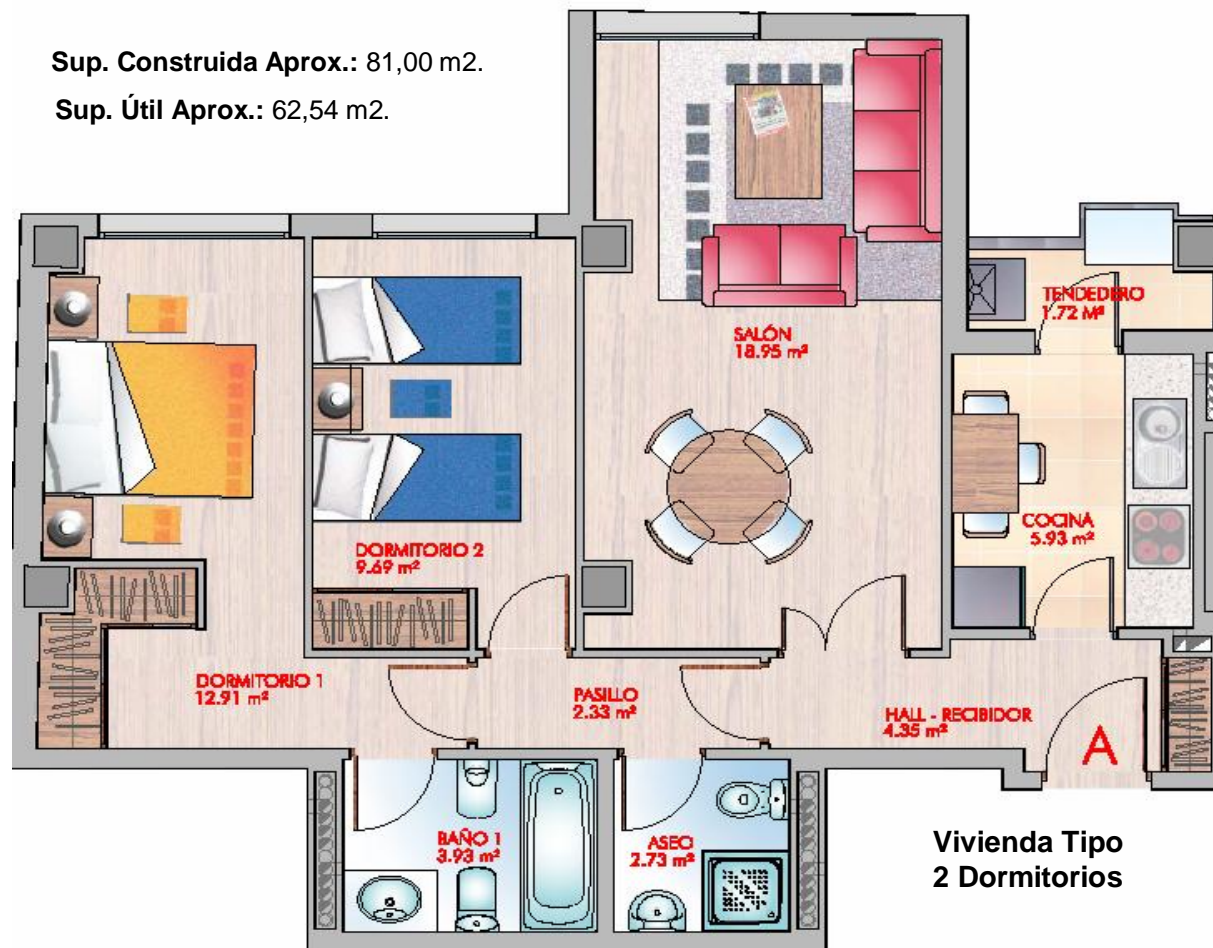 Sup. Construida Aprox.: 81,00 m2.
Sup. Útil Aprox.: 62,54 m2.
TENDEDERO
1.72 M²
SALÓN
18.95 m²
COCINA
5.93 m²
DORMITORIO 2
9.69 m²
DORMITORIO 1
12.91 m²
PASILLO
2.33 m²
HALL - RECIBIDOR
4.35 m²
A
BAÑO 1
3.93 m²
ASEO
2.73 m²
Vivienda Tipo
2 Dormitorios